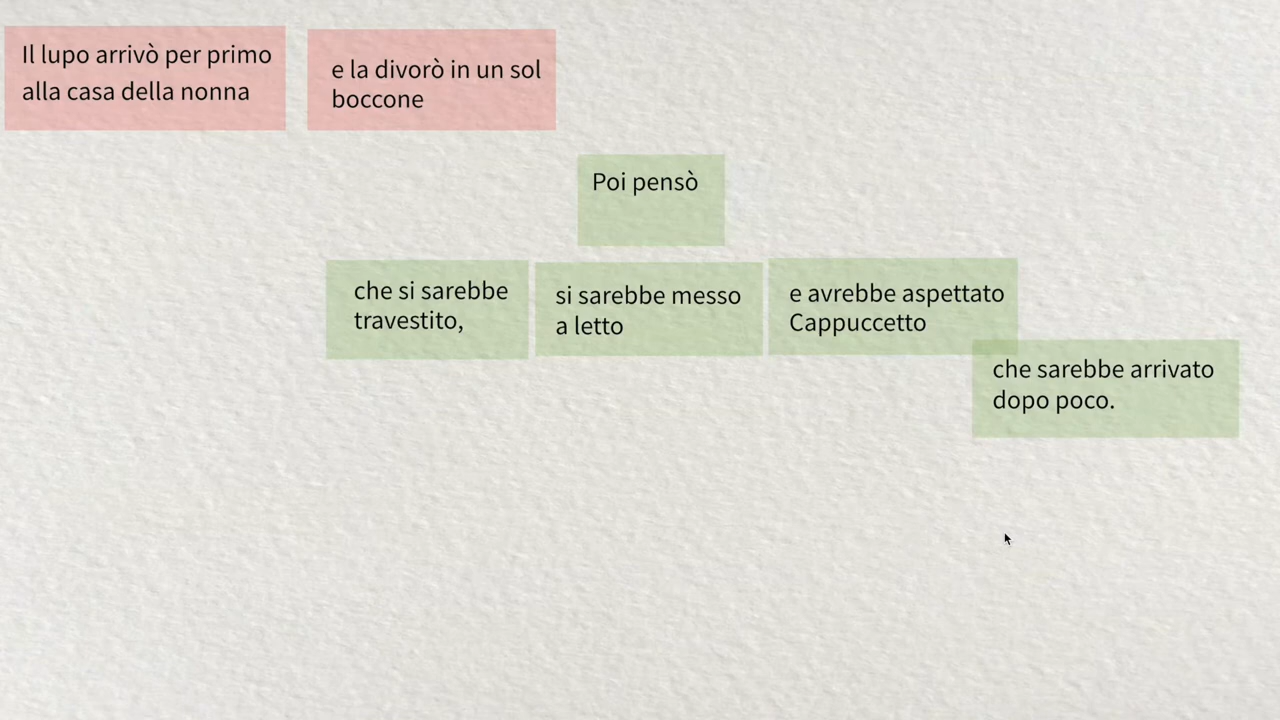 Il lupo arrivò per primo
alla casa della nonna
e la divorò in un sol
boccone
Poi pensò
che si sarebbe
travestito,
si sarebbe messo
a letto
e avrebbe aspettato
Cappuccetto
che sarebbe arrivato
dopo poco.